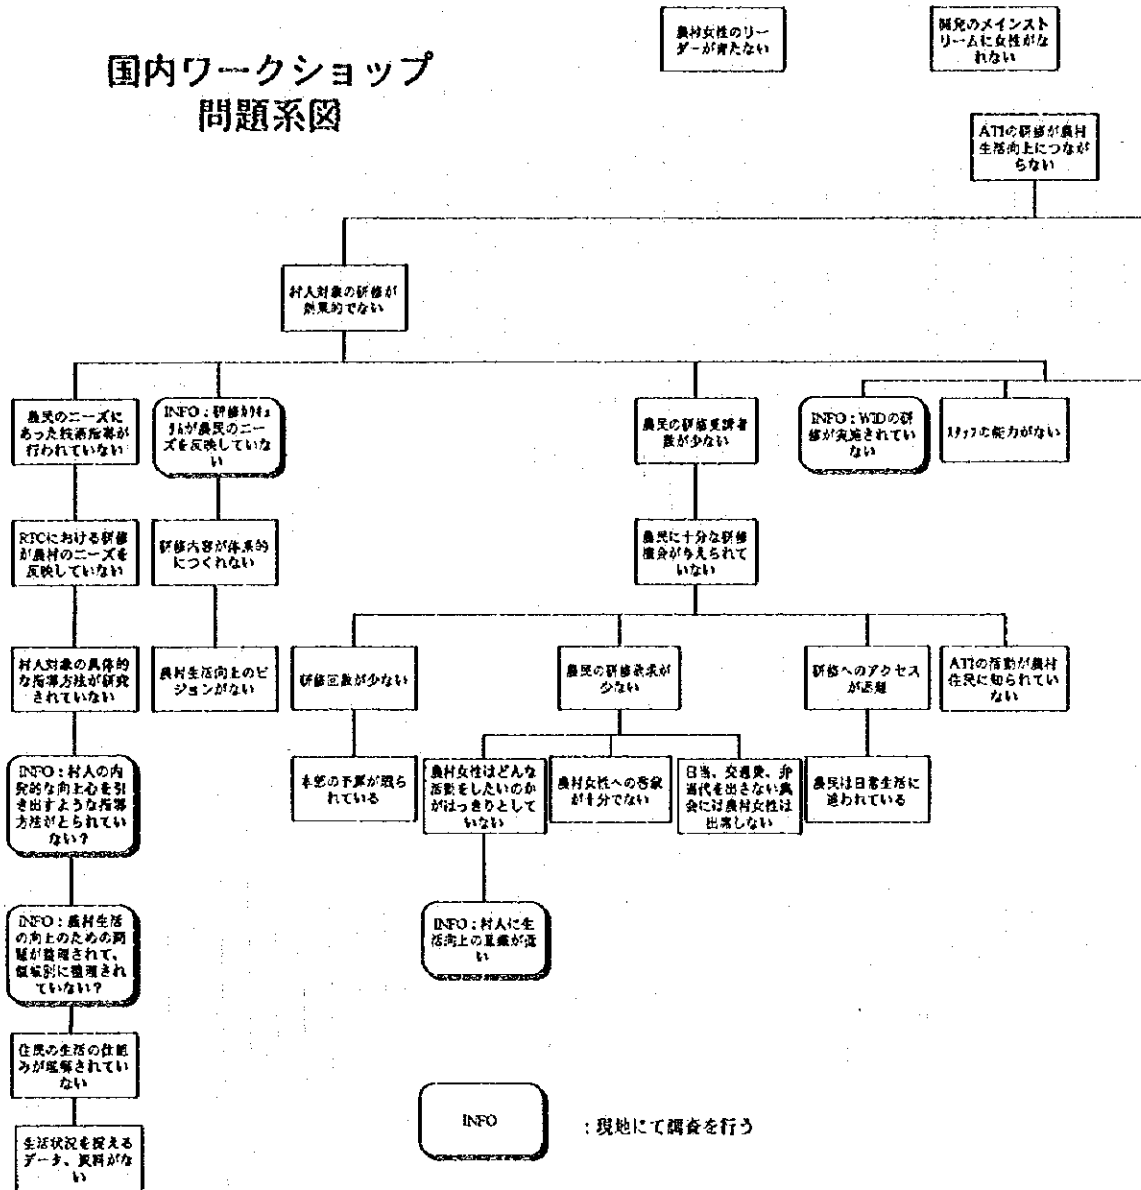 国内ワークショップ
問題系図
農村女性のリー
ダーが育たない
開発のメインスト
リームに女性がな
れない
ATIの研修が農村
生活向上につなが
らない
村人対象の研修が
効果的でない
農民のニーズに
あった技術指導が
行われていない
INFO：研修カリキュ
ラムが農民のニー
ズを反映していな
い
農民の研修受講者
数が少ない
INFO：WIDの研
修が実施されてい
ない
スタッフの能力がない
RTCにおける研修
が農村のニーズを
反映していない
研修内容が体系的
につくれない
農民に十分な研修
機会が与えられて
いない
村人対象の具体的
な指導方法が研究
されていない
農村生活向上のビ
ジョンがない
研修回数が少ない
農民の研修欲求が
少ない
研修へのアクセス
が困難
ATIの活動が農村
住民に知られてい
ない
INFO：村人の内
発的な向上心を引
き出すような指導
方法がとられてい
ない？
本部の予算が限ら
れている
農村女性はどんな
活動をしたいのか
がはっきりとして
いない
農村女性への啓蒙
が十分でない
日当、交通費、弁
当代を出さない集
会には農村女性は
出席しない
農民は日常生活に
追われている
INFO：農村生活
の向上のための問
題が整理されて、
領域別に整理され
ていない？
INFO：村人に生
活向上の意識が低
い
住民の生活の仕組
みが理解されてい
ない
生活状況を捉える
データ、資料がな
い
INFO
：現地にて調査を行う